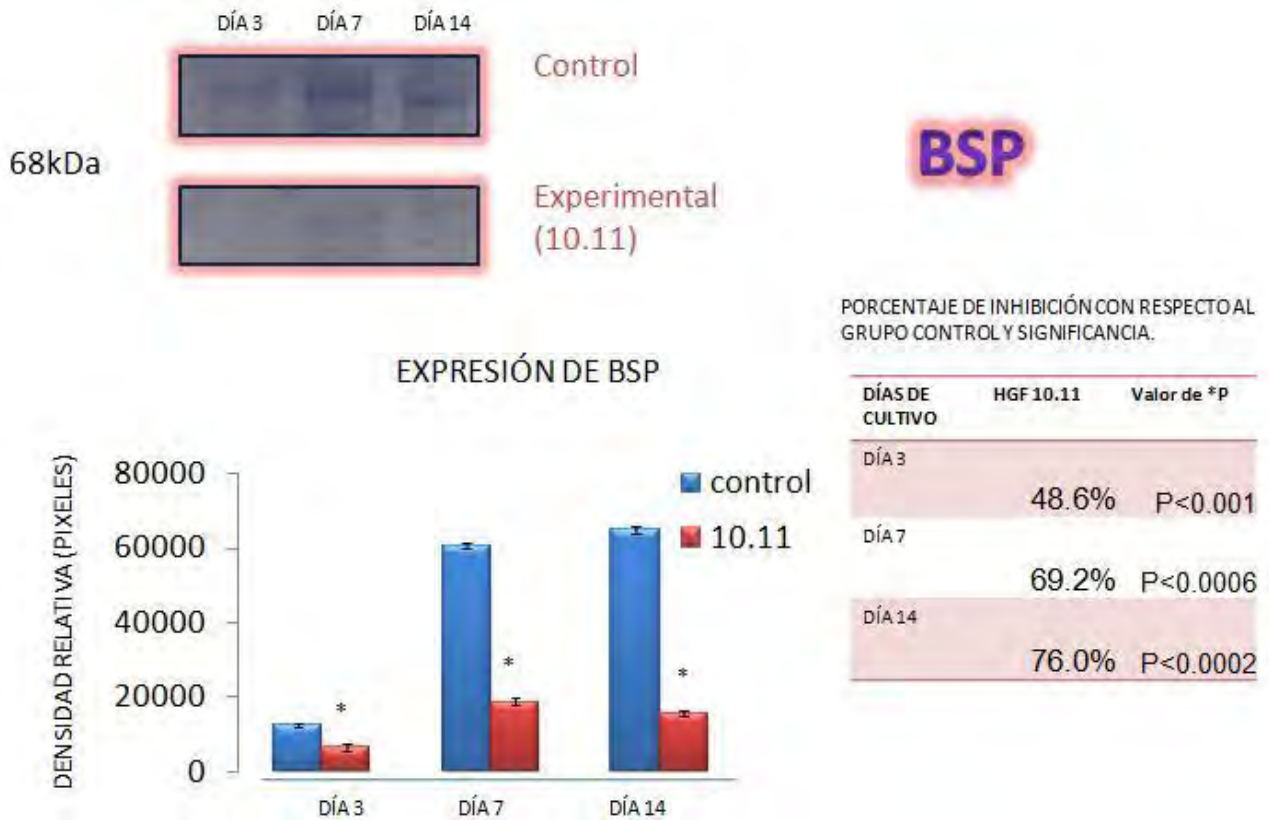 DÍA 3 DÍA 7 DÍA 14
Control
68kDa
BSP
Experimental
(10.11)
PORCENTAJE DE INHIBICIÓN CON RESPECTO AL
GRUPO CONTROL Y SIGNIFICANCIA.
EXPRESIÓN DE BSP
DÍAS DE CULTIVO HGF 10.11 Valor de *P
DÍA 3
48.6% P<0.001
DÍA 7
69.2% P<0.0006
DÍA 14
76.0% P<0.0002
DENSIDAD RELATIVA (PIXELES)
80000
60000
40000
20000
0
control
10.11
*
*
*
DÍA 3 DÍA 7 DÍA 14